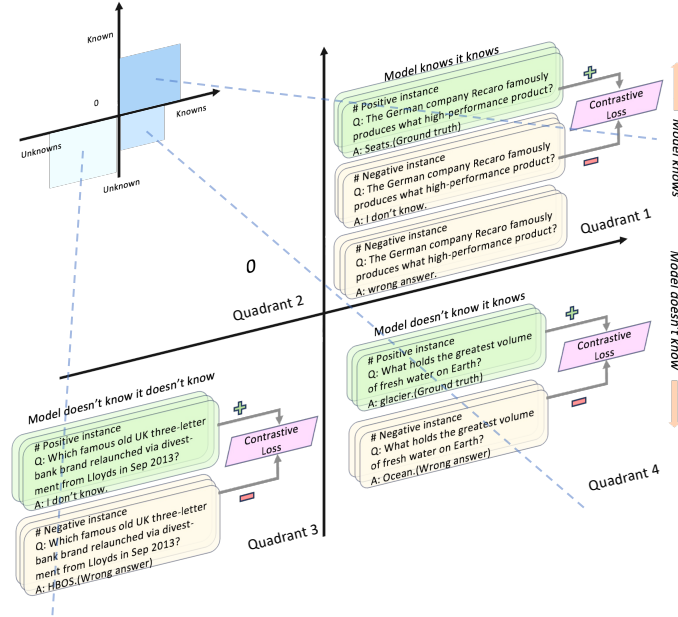 Known
0
Knowns
Unknowns
Unknown
Model knows it knows
# Positive instance
Q: The German company Recaro famously
produces what high-performance product?
A: Seats.(Ground truth)
Contrastive
Loss
# Negative instance
Q: The German company Recaro famously
produces what high-performance product?
A: I don't know.
# Negative instance
Q: The German company Recaro famously
produces what high-performance product?
A: wrong answer.
Quadrant 1
Model knows
0
Quadrant 2
Model doesn't know it knows
# Positive instance
Q: What holds the greatest volume
of fresh water on Earth?
A: glacier.(Ground truth)
Contrastive
Loss
# Negative instance
Q: What holds the greatest volume
of fresh water on Earth?
A: Ocean.(Wrong answer)
Quadrant 4
Model doesn't know
Model doesn't know it doesn't know
# Positive instance
Q: Which famous old UK three-letter
bank brand relaunched via divest-
ment from Lloyds in Sep 2013?
A: I don't know.
Contrastive
Loss
# Negative instance
Q: Which famous old UK three-letter
bank brand relaunched via divest-
ment from Lloyds in Sep 2013?
A: HBOS.(Wrong answer)
Quadrant 3